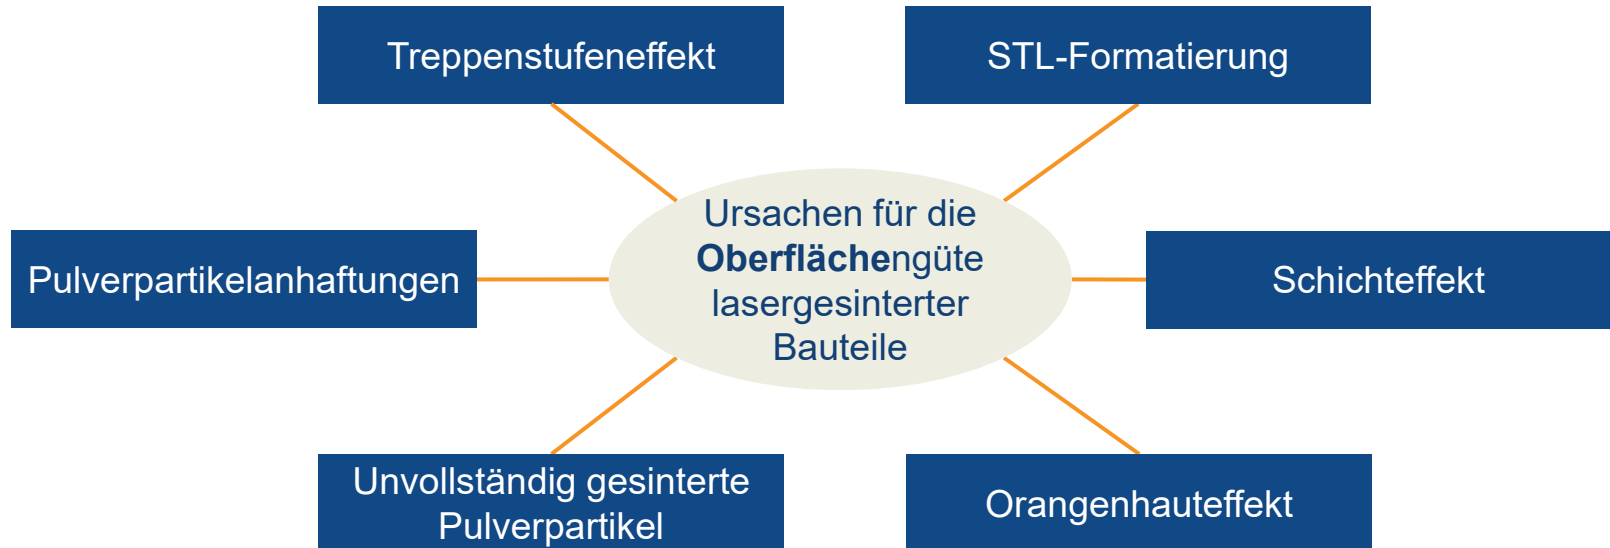 Treppenstufeneffekt
STL-Formatierung
Ursachen für die
Oberflächengüte
lasergesinterter
Bauteile
Pulverpartikelanhaftungen
Schichteffekt
Unvollständig gesinterte
Pulverpartikel
Orangenhauteffekt